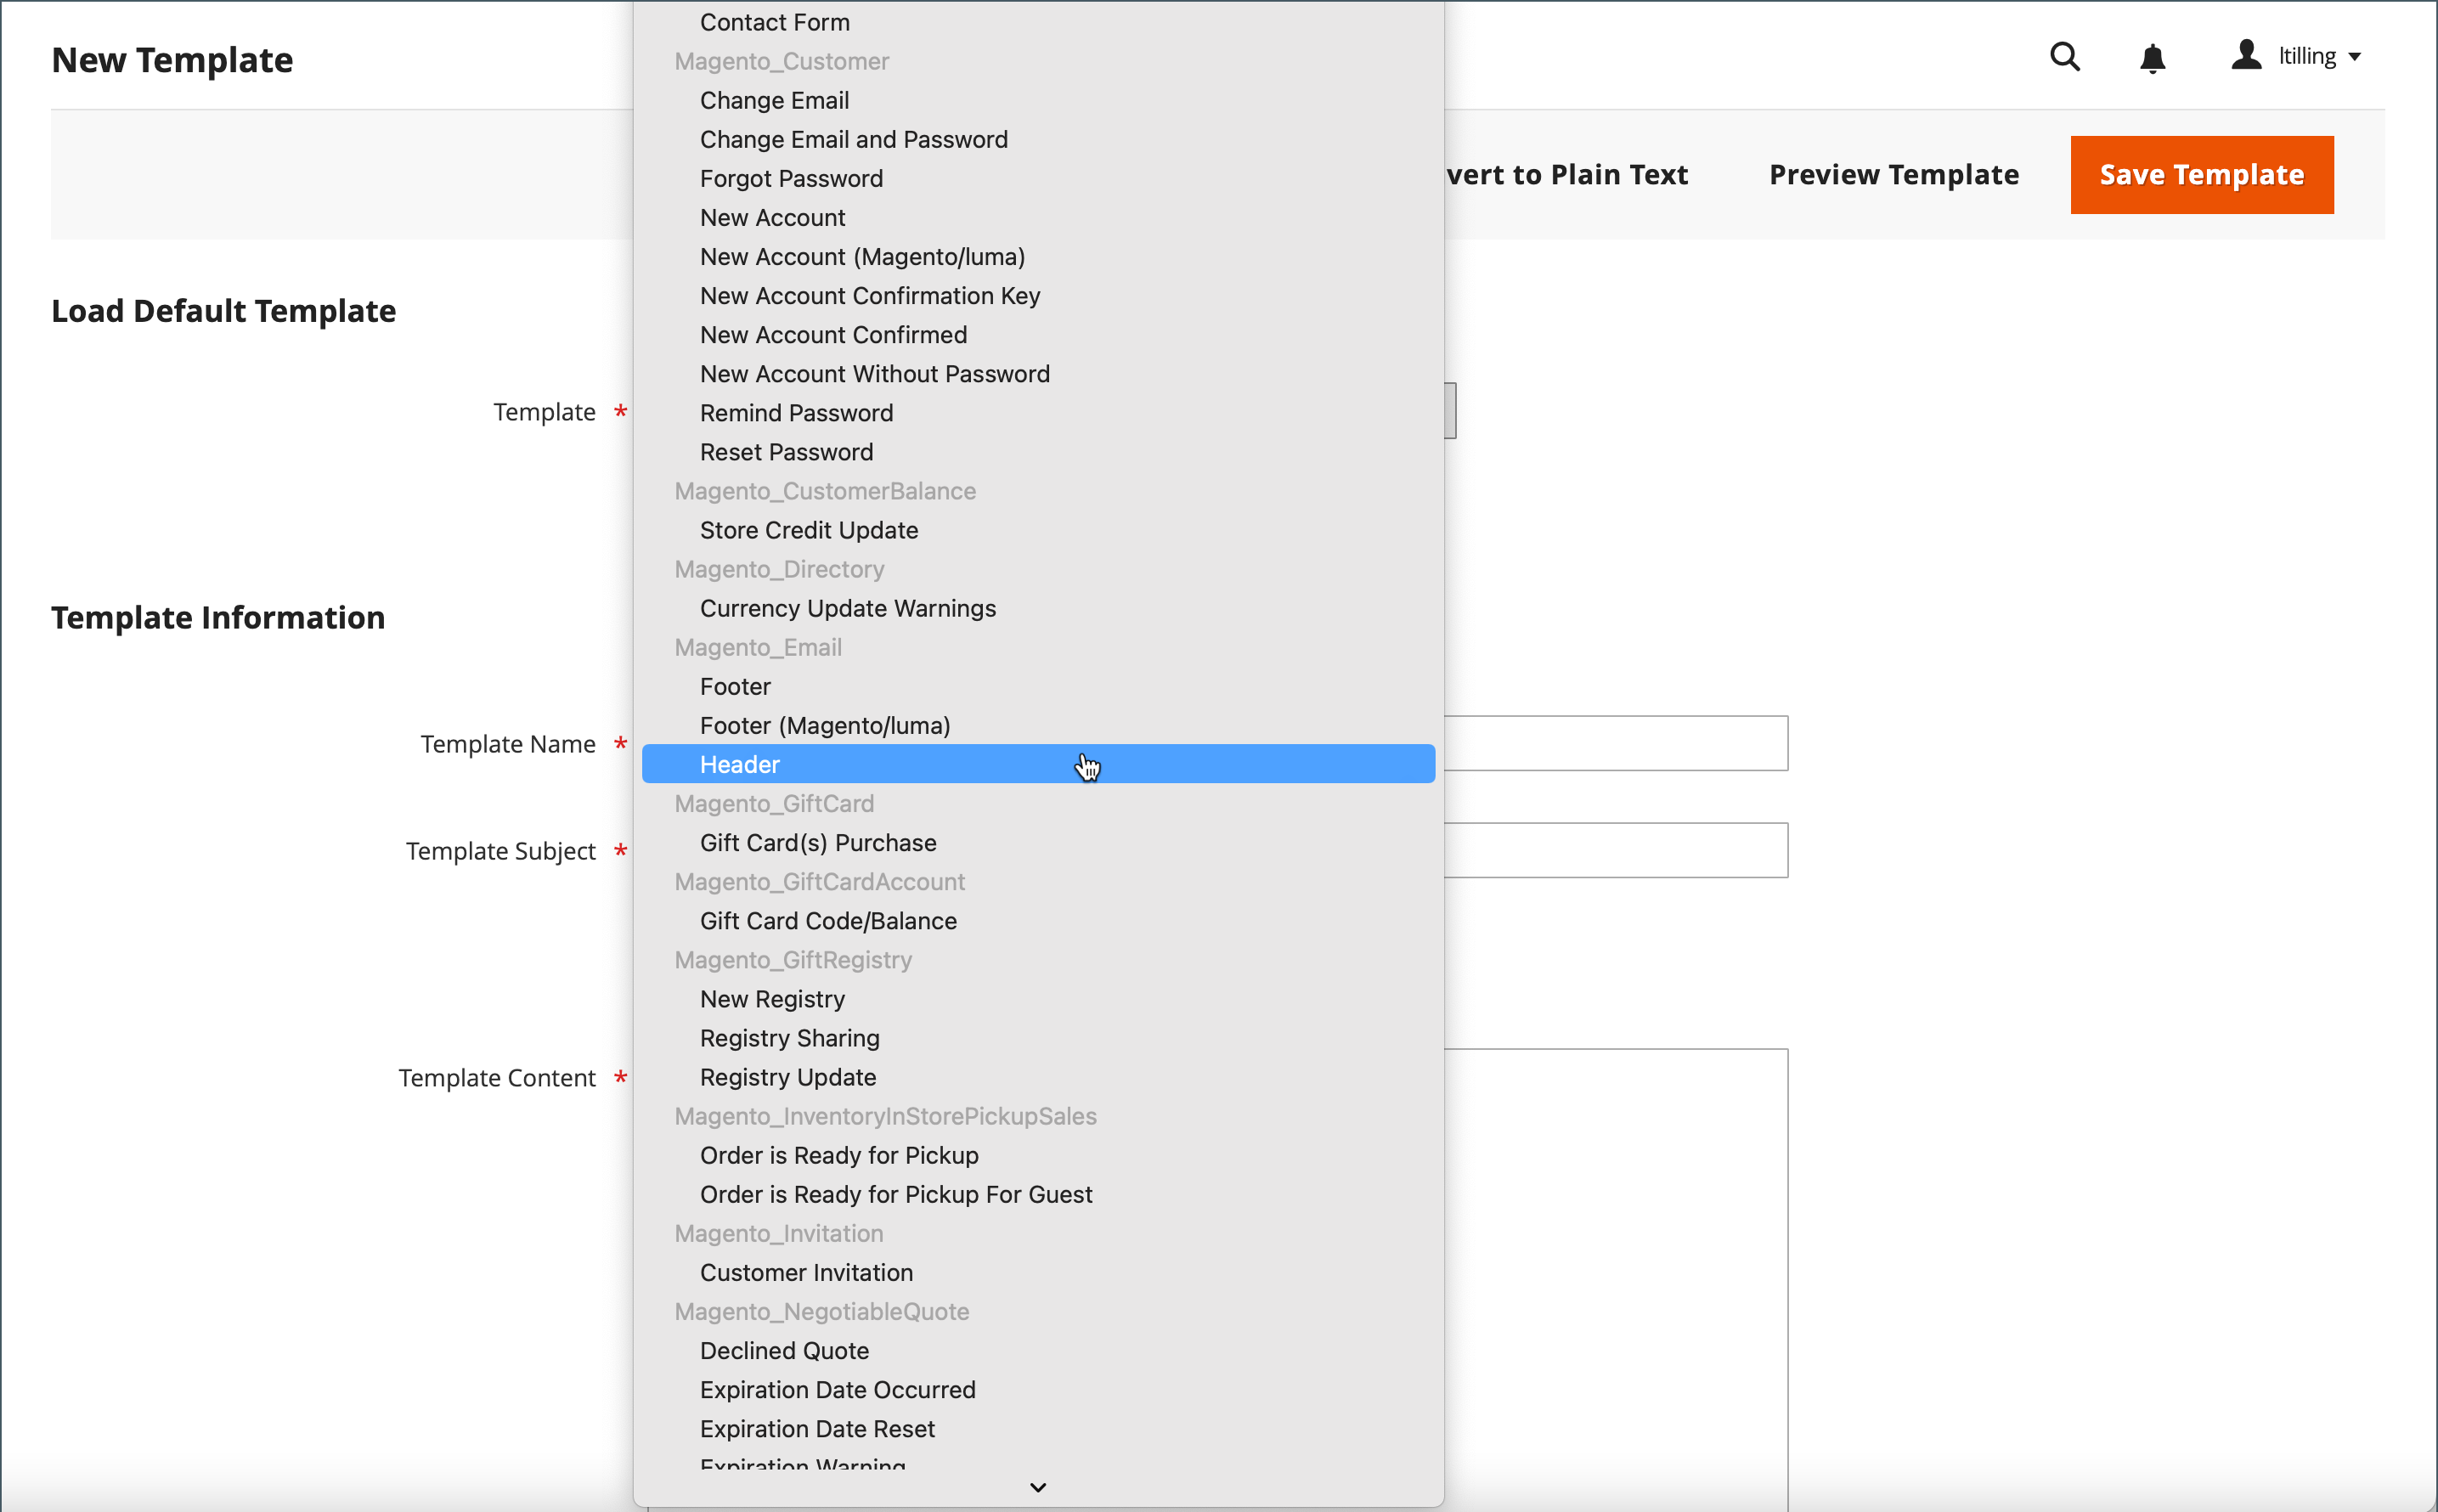 New Template
ltilling
vert to Plain Text
Preview Template
Save Template
Load Default Template
Template *
Template Information
Template Name *
Template Subject *
Template Content *
Contact Form
Magento_Customer
Change Email
Change Email and Password
Forgot Password
New Account
New Account (Magento/luma)
New Account Confirmation Key
New Account Confirmed
New Account Without Password
Remind Password
Reset Password
Magento_CustomerBalance
Store Credit Update
Magento_Directory
Currency Update Warnings
Magento_Email
Footer
Footer (Magento/luma)
Header
Magento_GiftCard
Gift Card(s) Purchase
Magento_GiftCardAccount
Gift Card Code/Balance
Magento_GiftRegistry
New Registry
Registry Sharing
Registry Update
Magento_InventoryInStorePickupSales
Order is Ready for Pickup
Order is Ready for Pickup For Guest
Magento_Invitation
Customer Invitation
Magento_NegotiableQuote
Declined Quote
Expiration Date Occurred
Expiration Date Reset
Expiration Warning